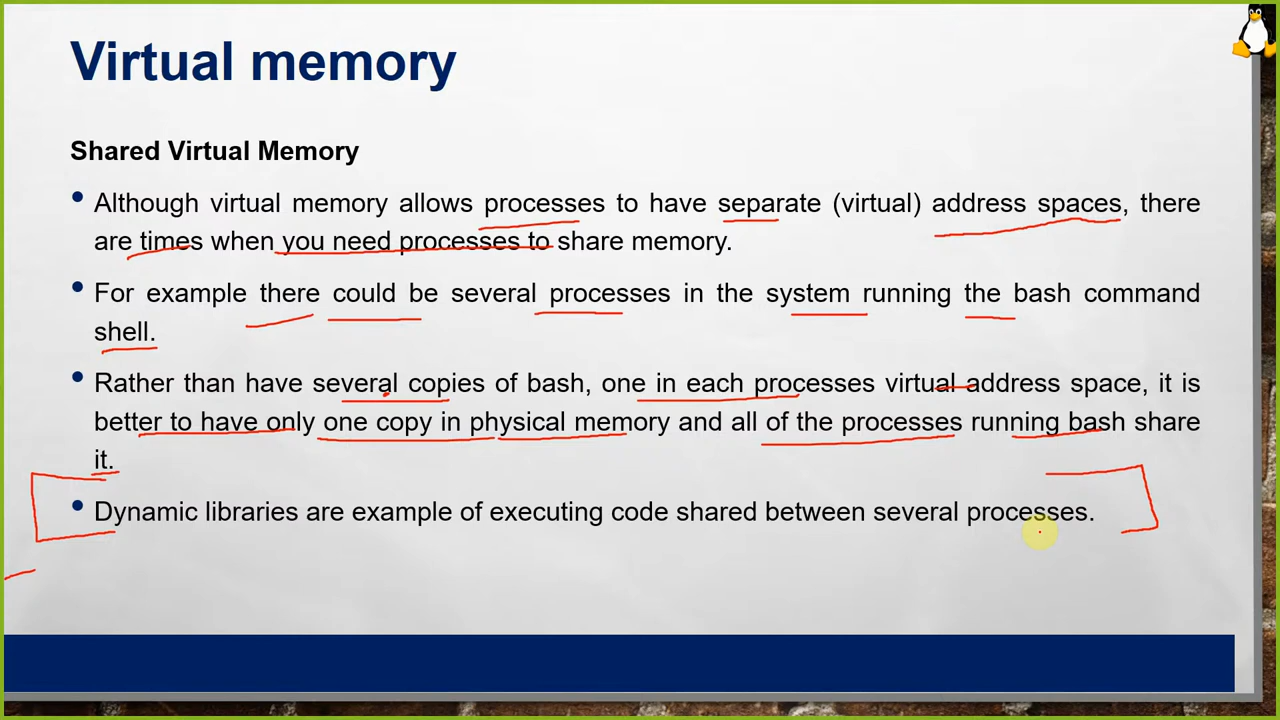 Virtual memory
Shared Virtual Memory
• Although virtual memory allows processes to have separate (virtual) address spaces, there
are times when you need processes to share memory.
• For example there could be several processes in the system running the bash command
shell.
• Rather than have several copies of bash, one in each processes virtual address space, it is
better to have only one copy in physical memory and all of the processes running bash share
it.
• Dynamic libraries are example of executing code shared between several processes.